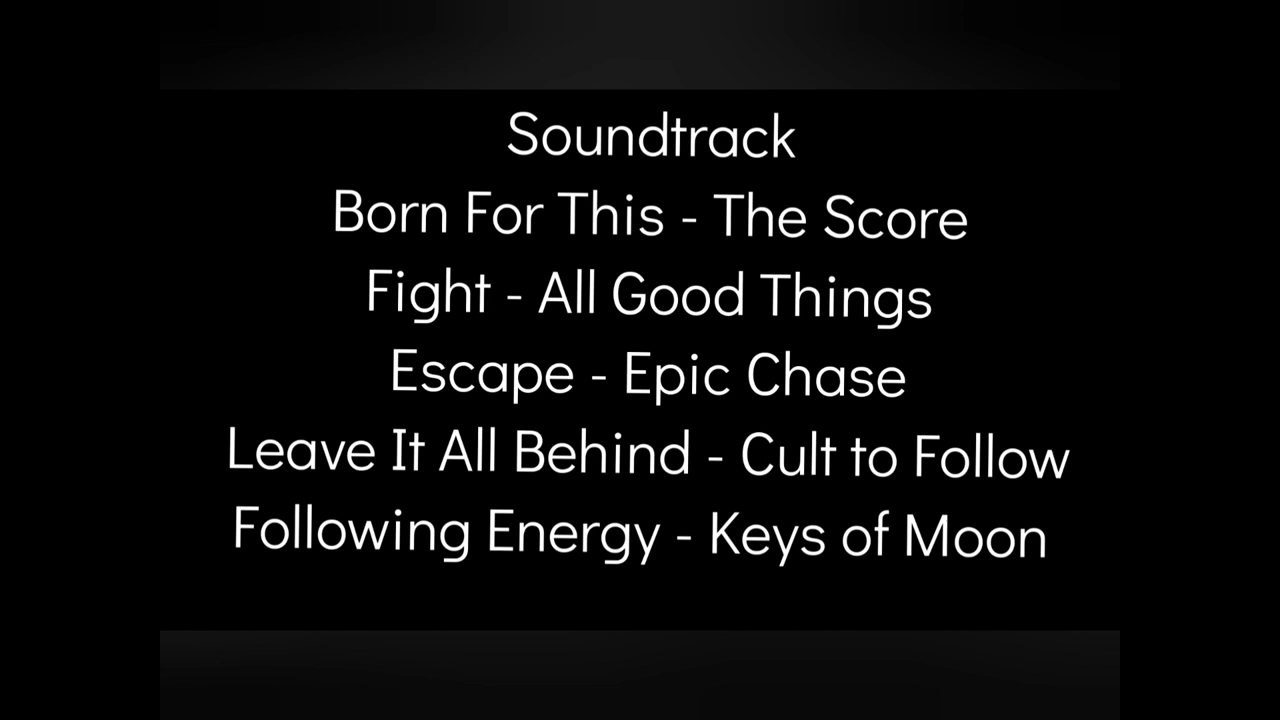 Soundtrack
Born For This - The Score
Fight - All Good Things
Escape - Epic Chase
Leave It All Behind - Cult to Follow
Following Energy - Keys of Moon